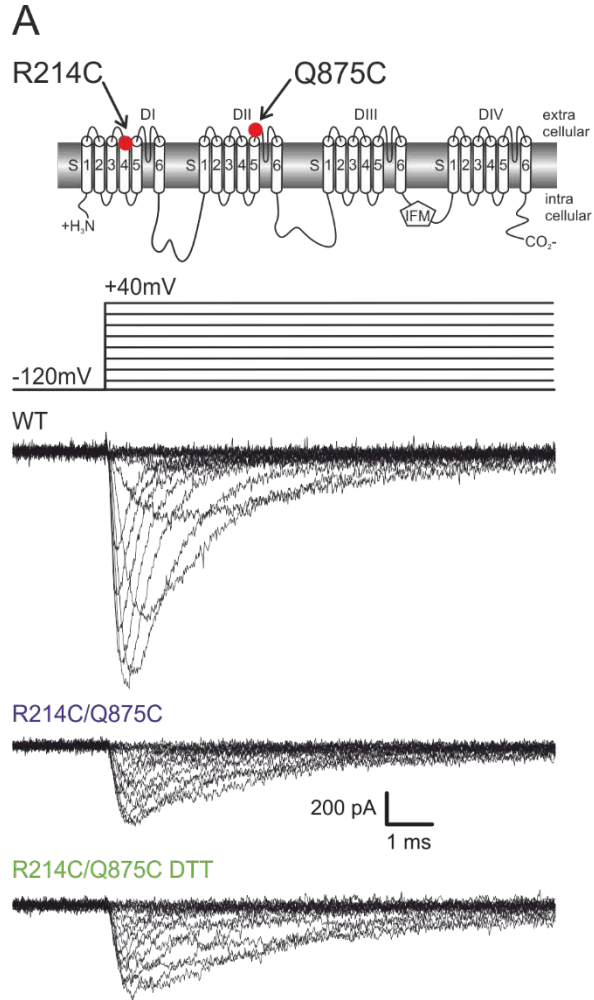 A
R214C
Q875C
DI
DII
DIII
DIV
extra
cellular
S 1 2 3 4 5 6
S 1 2 3 4 5 6
S 1 2 3 4 5 6
S 1 2 3 4 5 6
intra
cellular
+H₃N
IFM
CO₂-
+40mV
-120mV
WT
R214C/Q875C
200 pA
1 ms
R214C/Q875C DTT